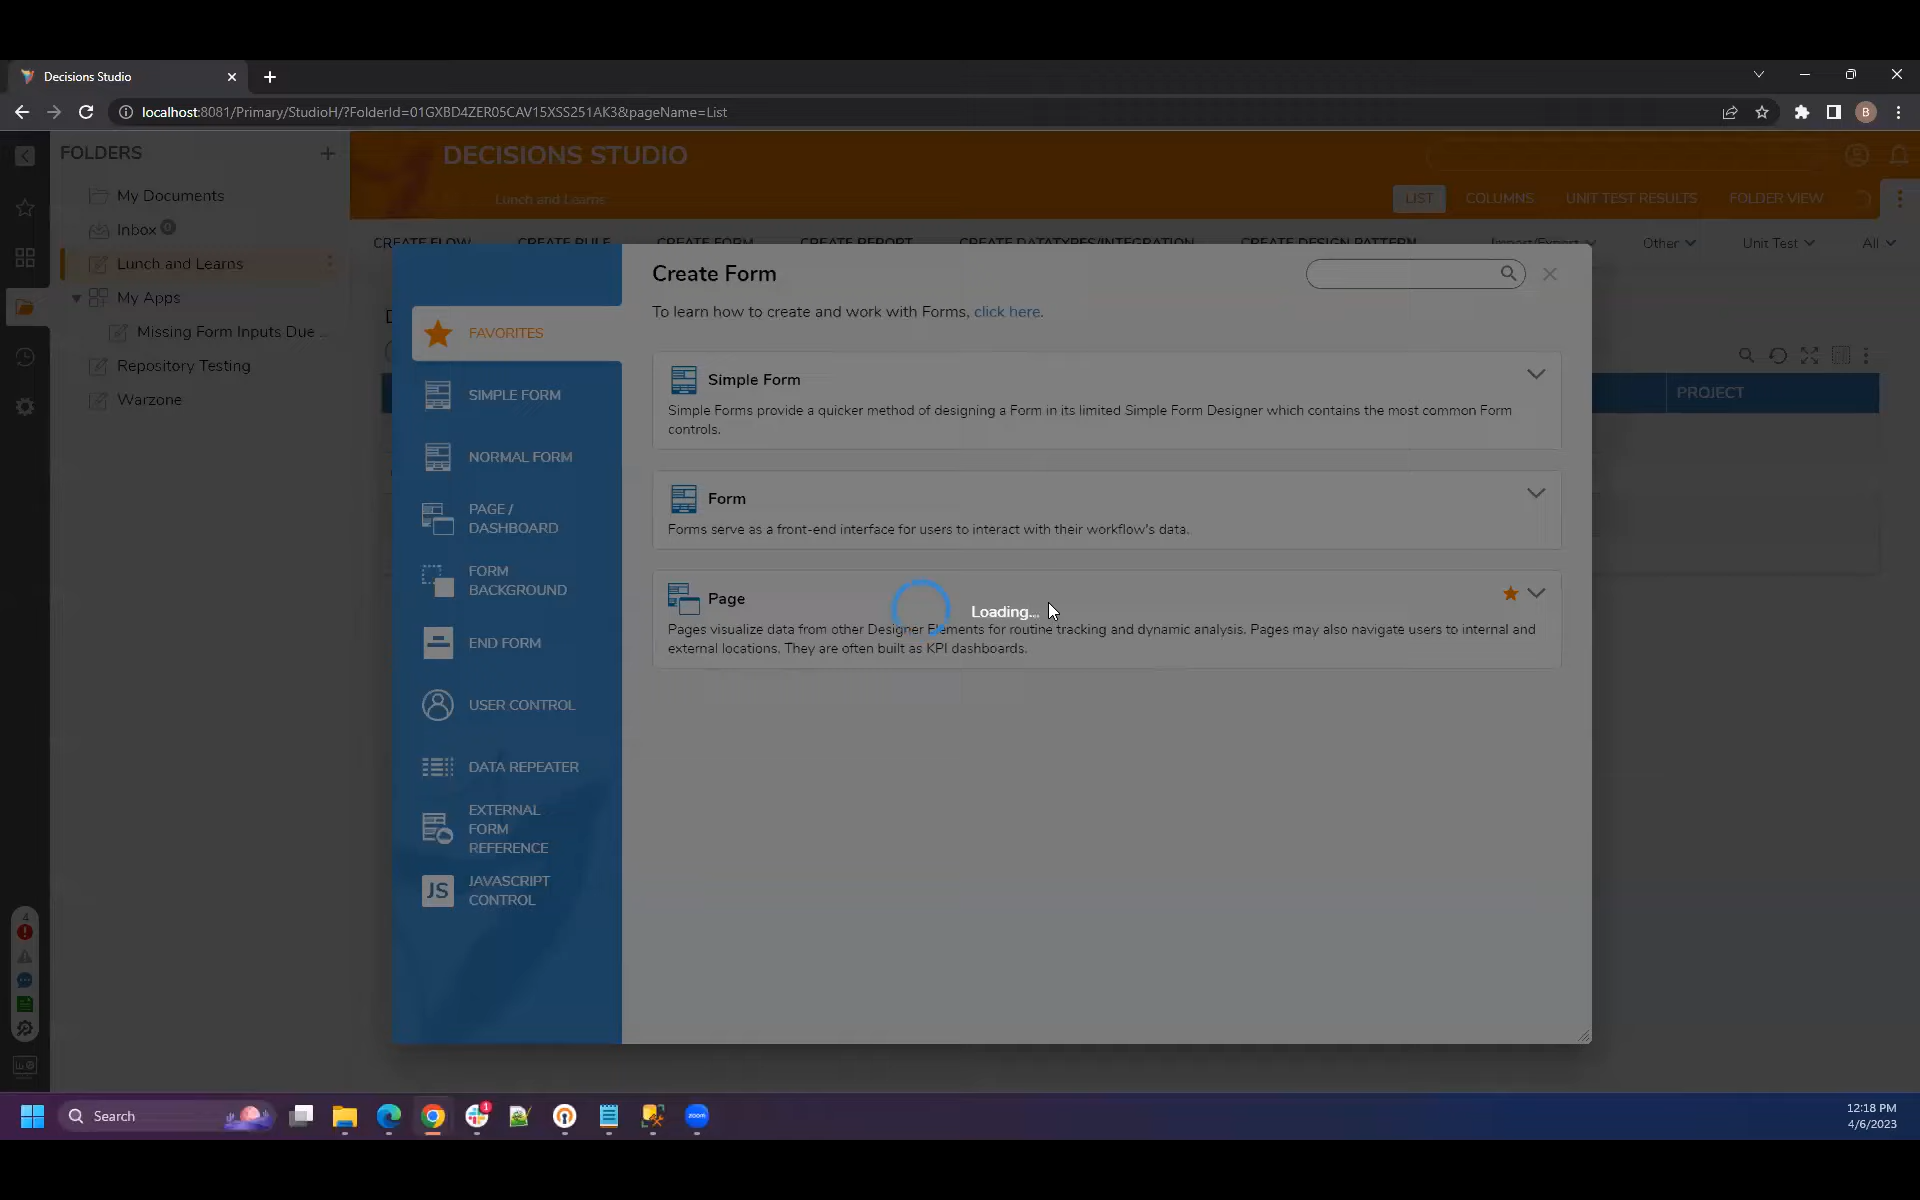 Decisions Studio
localhost:8081/Primary/StudioH/?FolderId=01GXBD4ZER05CAV15XSS251AK3&pageName=List
B
FOLDERS
My Documents
Inbox 0
Lunch and Learns
My Apps
Missing Form Inputs Due ...
Repository Testing
Warzone
4
DECISIONS STUDIO
Lunch and Learns
LIST
COLUMNS
UNIT TEST RESULTS
FOLDER VIEW
CREATE FLOW
CREATE RULE
CREATE FORM
CREATE REPORT
CREATE DATATYPES/INTEGRATION
CREATE DESIGN PATTERN
Import/Export
Other
Unit Test
All
PROJECT
FAVORITES
SIMPLE FORM
NORMAL FORM
PAGE /
DASHBOARD
FORM
BACKGROUND
END FORM
USER CONTROL
DATA REPEATER
EXTERNAL
FORM
REFERENCE
JS
JAVASCRIPT
CONTROL
Create Form
To learn how to create and work with Forms, click here.
Simple Form
Simple Forms provide a quicker method of designing a Form in its limited Simple Form Designer which contains the most common Form
controls.
Form
Forms serve as a front-end interface for users to interact with their workflow's data.
Page
Pages visualize data from other Designer Elements for routine tracking and dynamic analysis. Pages may also navigate users to internal and
external locations. They are often built as KPI dashboards.
Loading...
Search
1
zoom
12:18 PM
4/6/2023